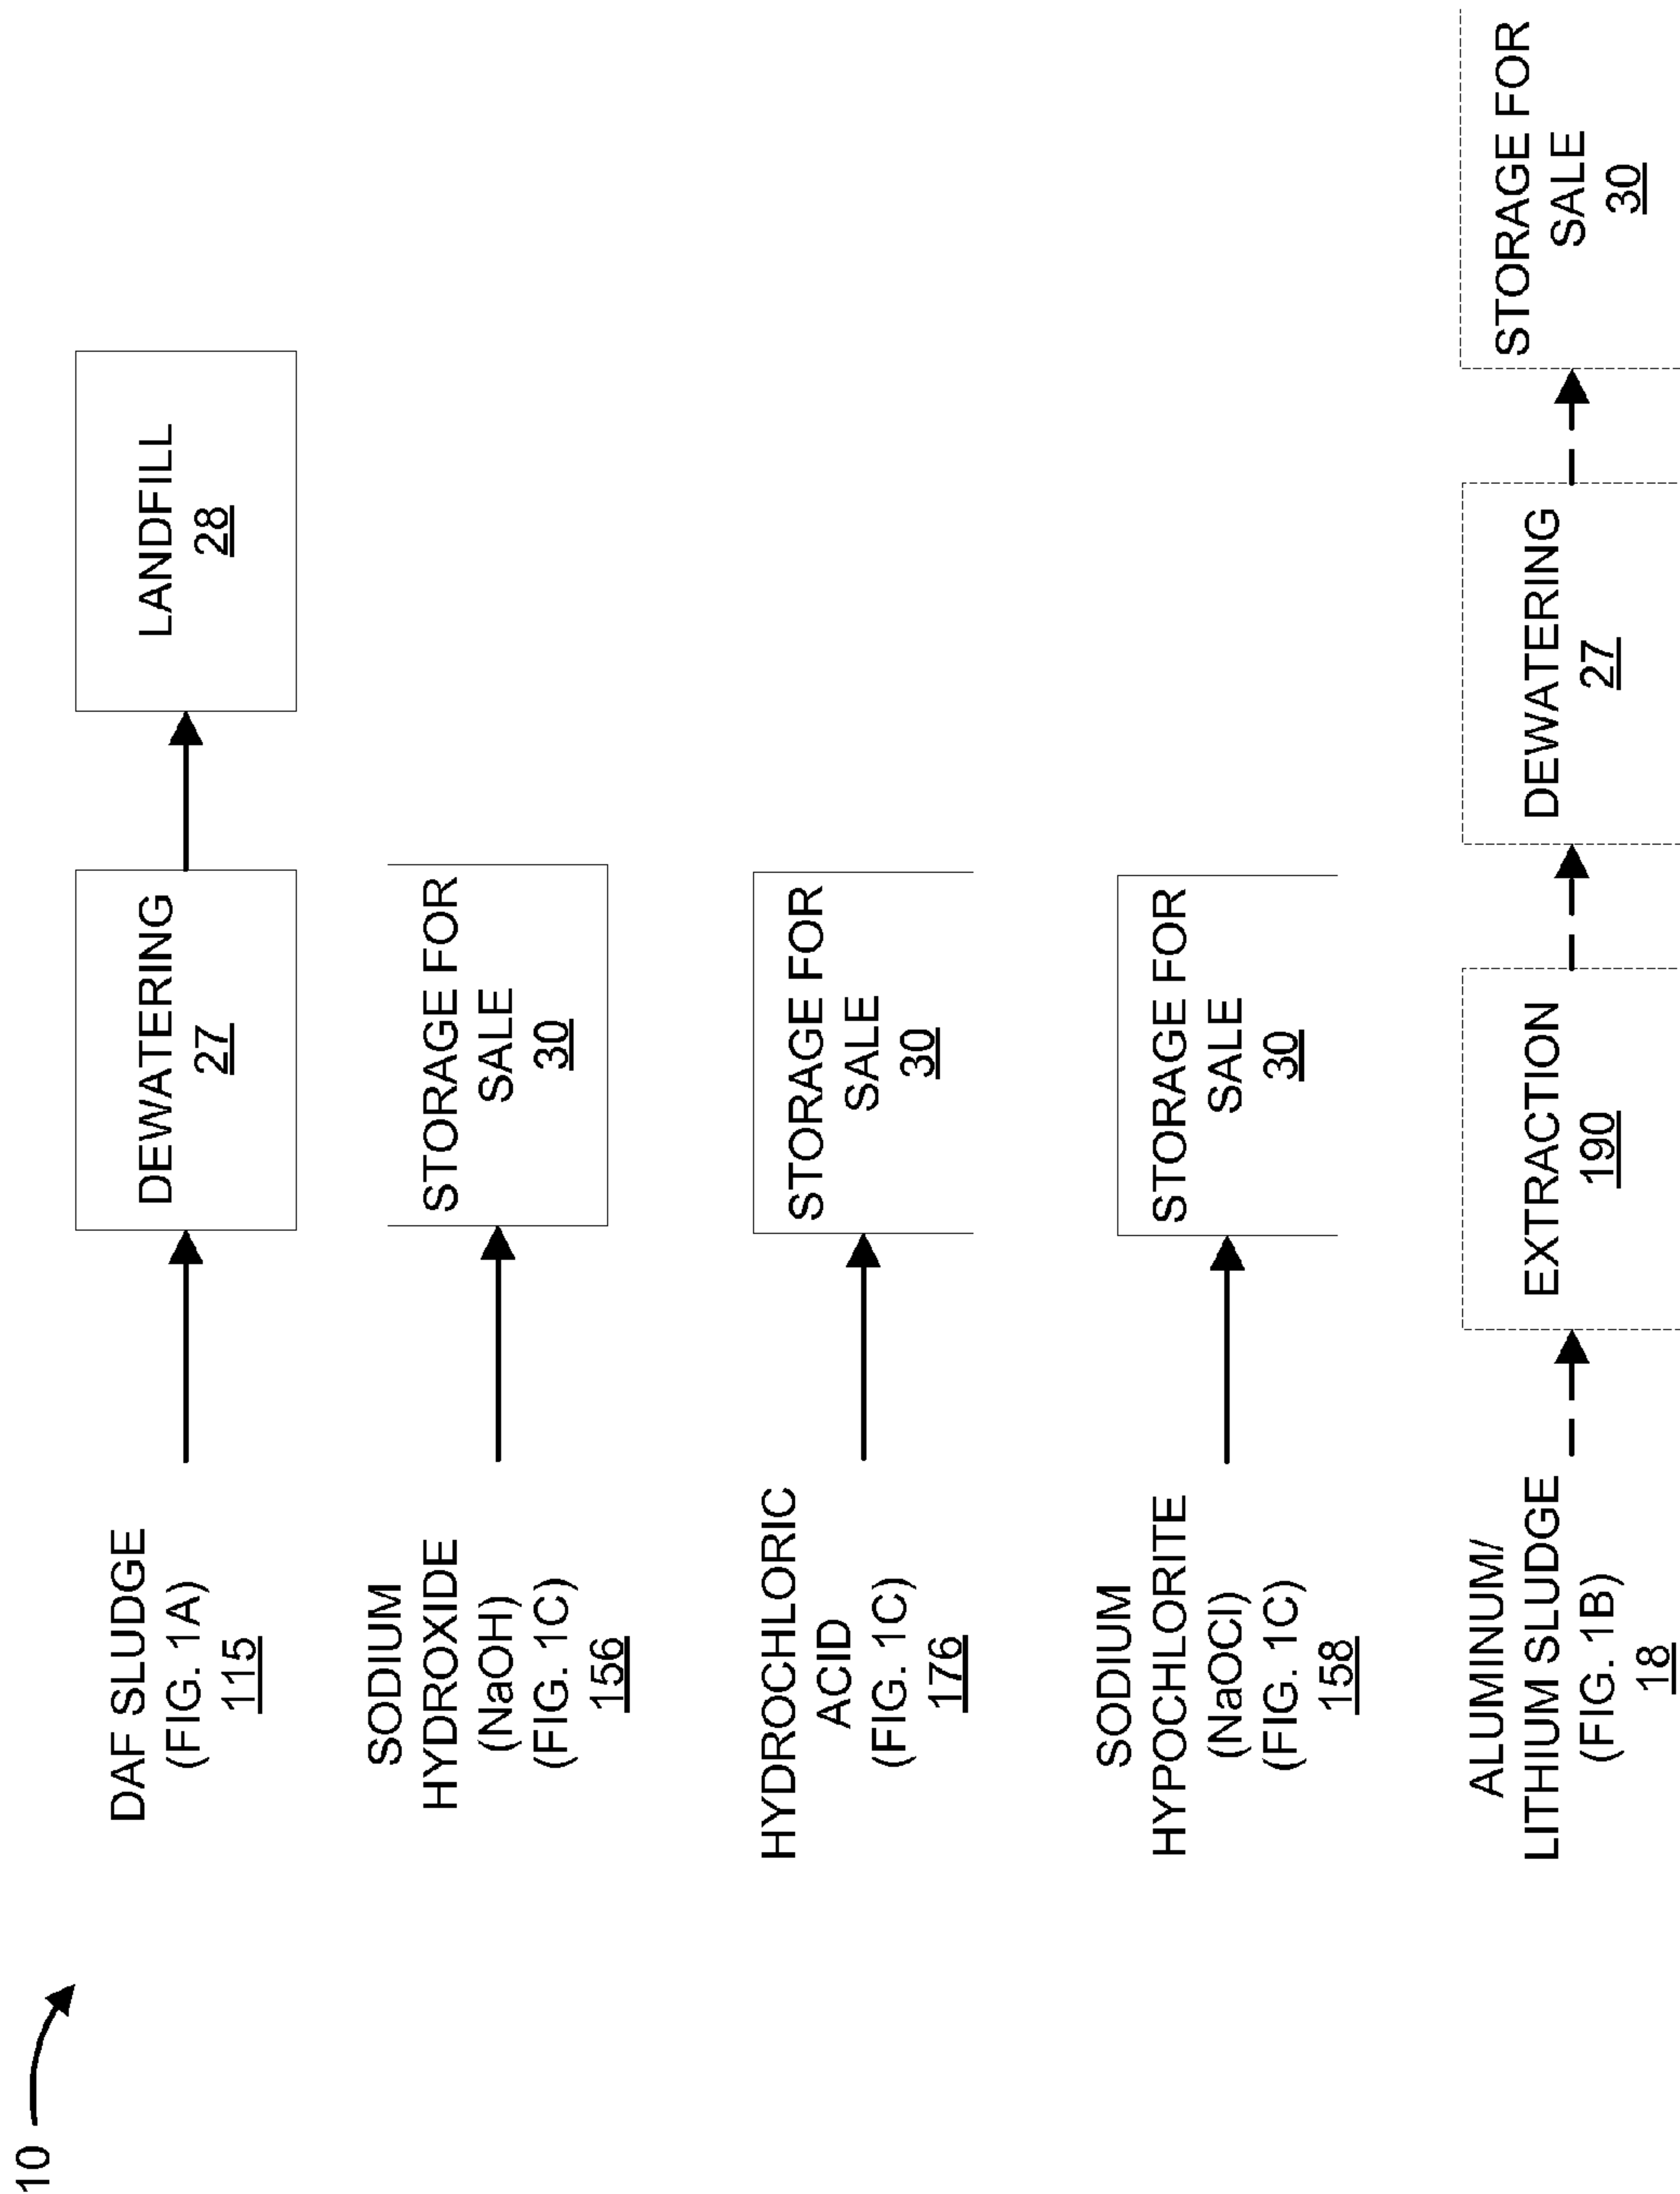 10
DAF SLUDGE
(FIG. 1A)
115
DEWATERING
27
LANDFILL
28
SODIUM
HYDROXIDE
(NaOH)
(FIG. 1C)
156
STORAGE FOR
SALE
30
HYDROCHLORIC
ACID
(FIG. 1C)
176
STORAGE FOR
SALE
30
SODIUM
HYPOCHLORITE
(NaOCl)
(FIG. 1C)
158
STORAGE FOR
SALE
30
ALUMINUM/
LITHIUM SLUDGE
(FIG. 1B)
18
EXTRACTION
190
DEWATERING
27
STORAGE FOR
SALE
30